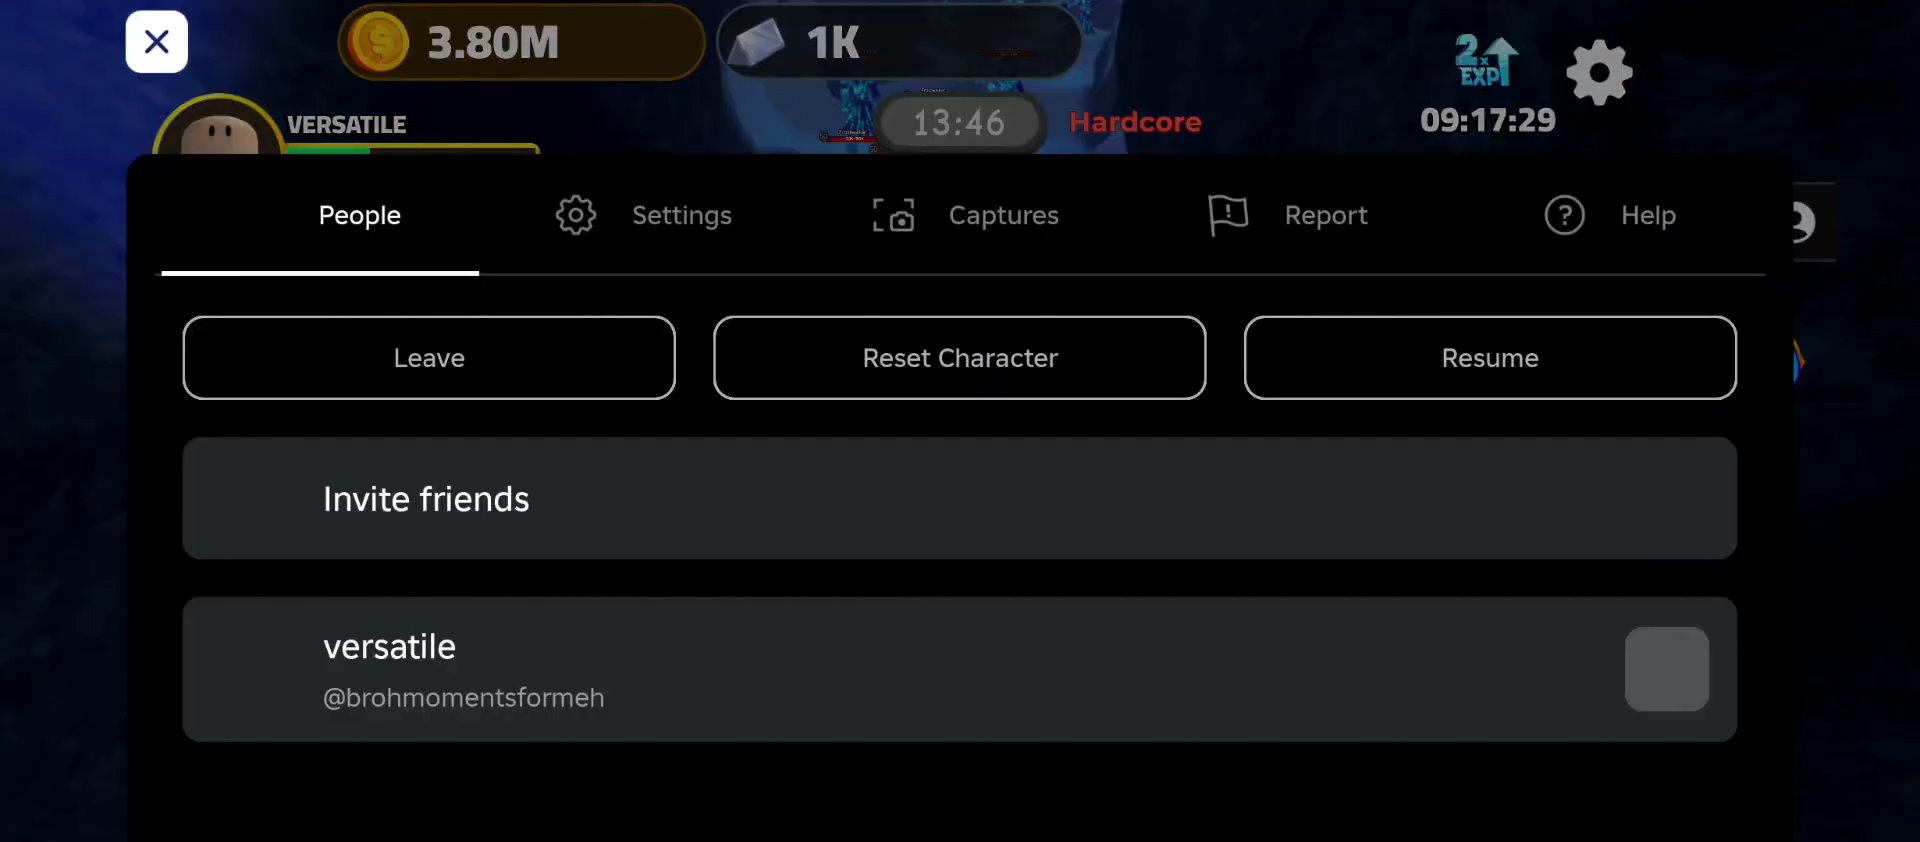 3.80M
1K
2x
EXP
09:17:29
VERSATILE
13:46
Hardcore
People
Settings
Captures
Report
Help
Leave
Reset Character
Resume
Invite friends
versatile
@brohmomentsformeh